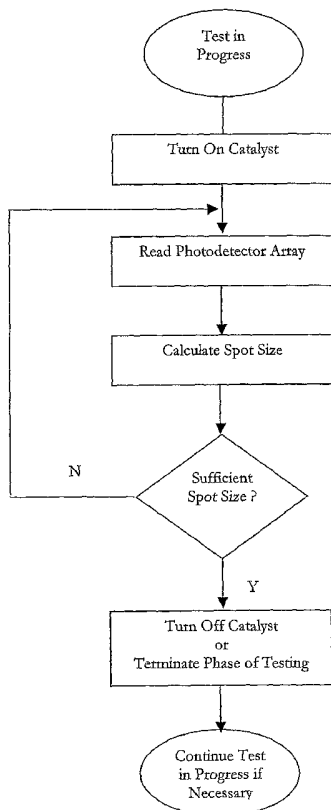 Test in
Progress
Turn On Catalyst
Read Photodetector Array
Calculate Spot Size
N
Sufficient
Spot Size ?
Y
Turn Off Catalyst
or
Terminate Phase of Testing
Continue Test
in Progress if
Necessary